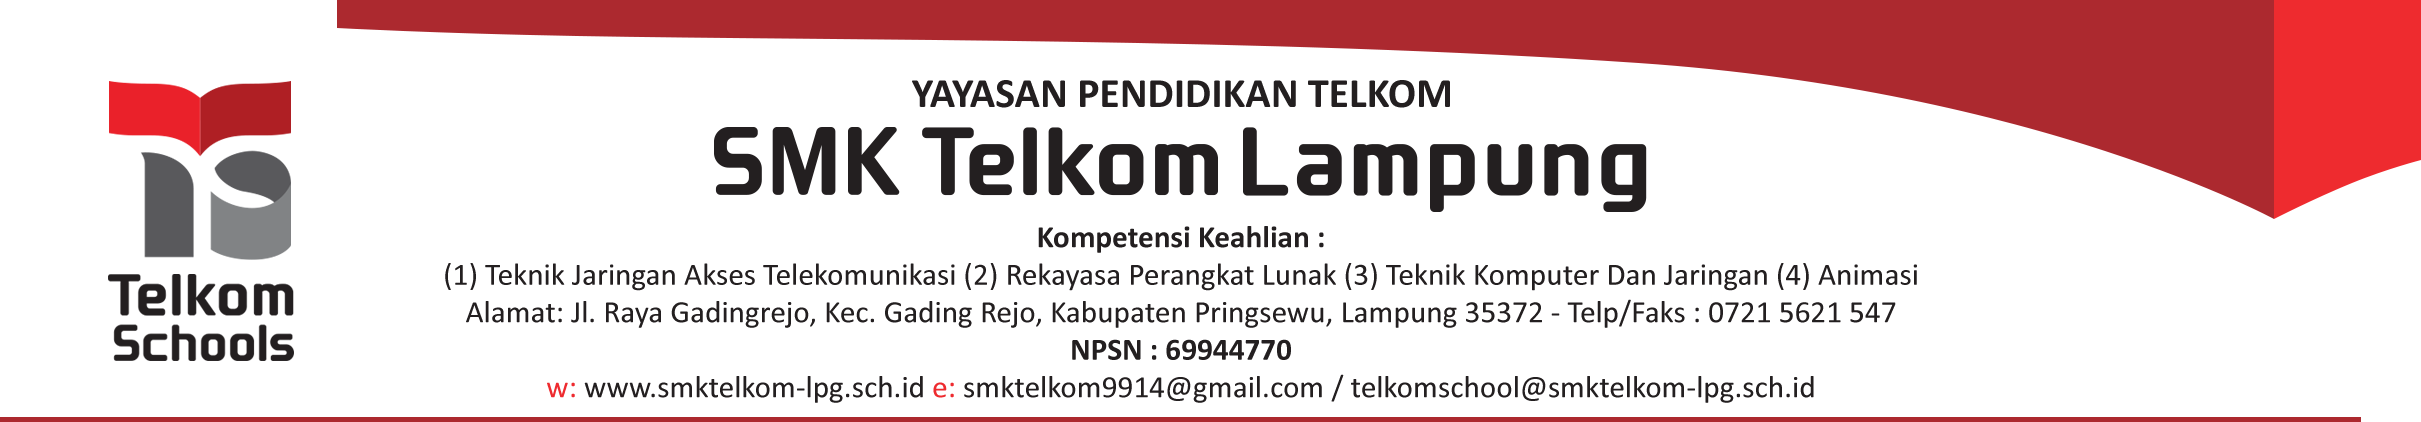 YAYASAN PENDIDIKAN TELKOM
SMK Telkom Lampung
Kompetensi Keahlian :
(1) Teknik Jaringan Akses Telekomunikasi (2) Rekayasa Perangkat Lunak (3) Teknik Komputer Dan Jaringan (4) Animasi
Alamat: Jl. Raya Gadingrejo, Kec. Gading Rejo, Kabupaten Pringsewu, Lampung 35372 - Telp/Faks : 0721 5621 547
NPSN : 69944770
w: www.smktelkom-lpg.sch.id e: smktelkom9914@gmail.com / telkomschool@smktelkom-lpg.sch.id
Telkom
Schools